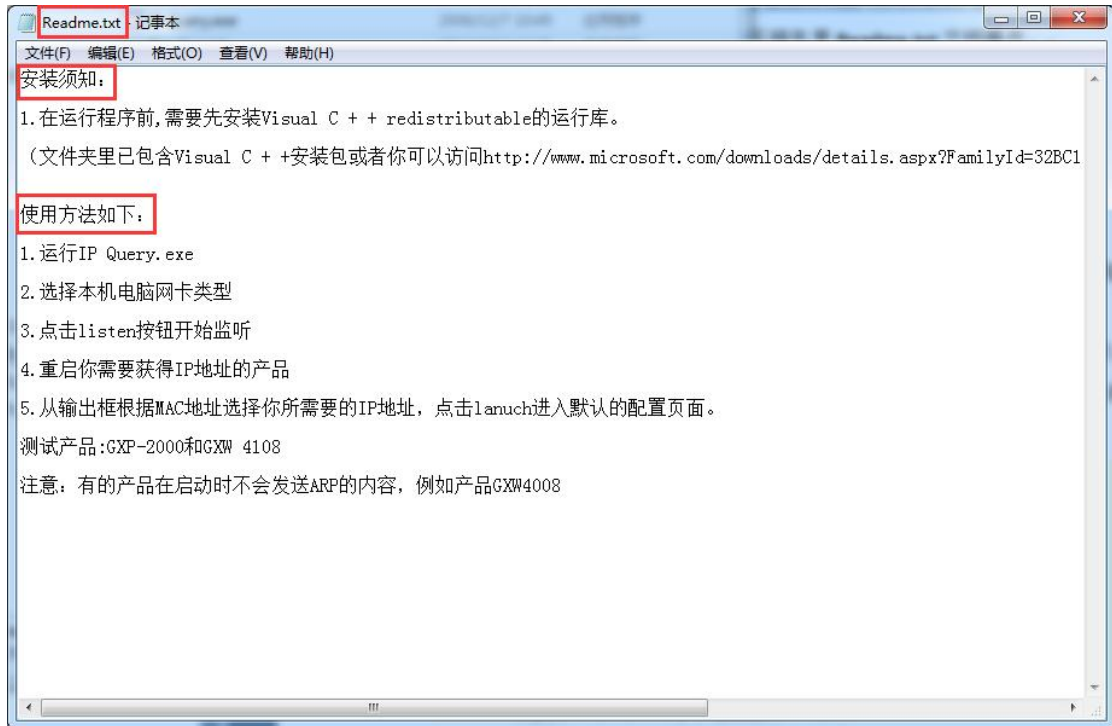 Readme.txt - 记事本
文件(F) 编辑(E) 格式(O) 查看(V) 帮助(H)
安装须知：
1.在运行程序前,需要先安装Visual C + + redistributable的运行库。
（文件夹里已包含Visual C + +安装包或者你可以访问http://www.microsoft.com/downloads/details.aspx?FamilyId=32BC1
使用方法如下：
1.运行IP Query.exe
2.选择本机电脑网卡类型
3.点击listen按钮开始监听
4.重启你需要获得IP地址的产品
5.从输出框根据MAC地址选择你所需要的IP地址，点击lanuch进入默认的配置页面。
测试产品:GXP-2000和GXW 4108
注意：有的产品在启动时不会发送ARP的内容，例如产品GXW4008